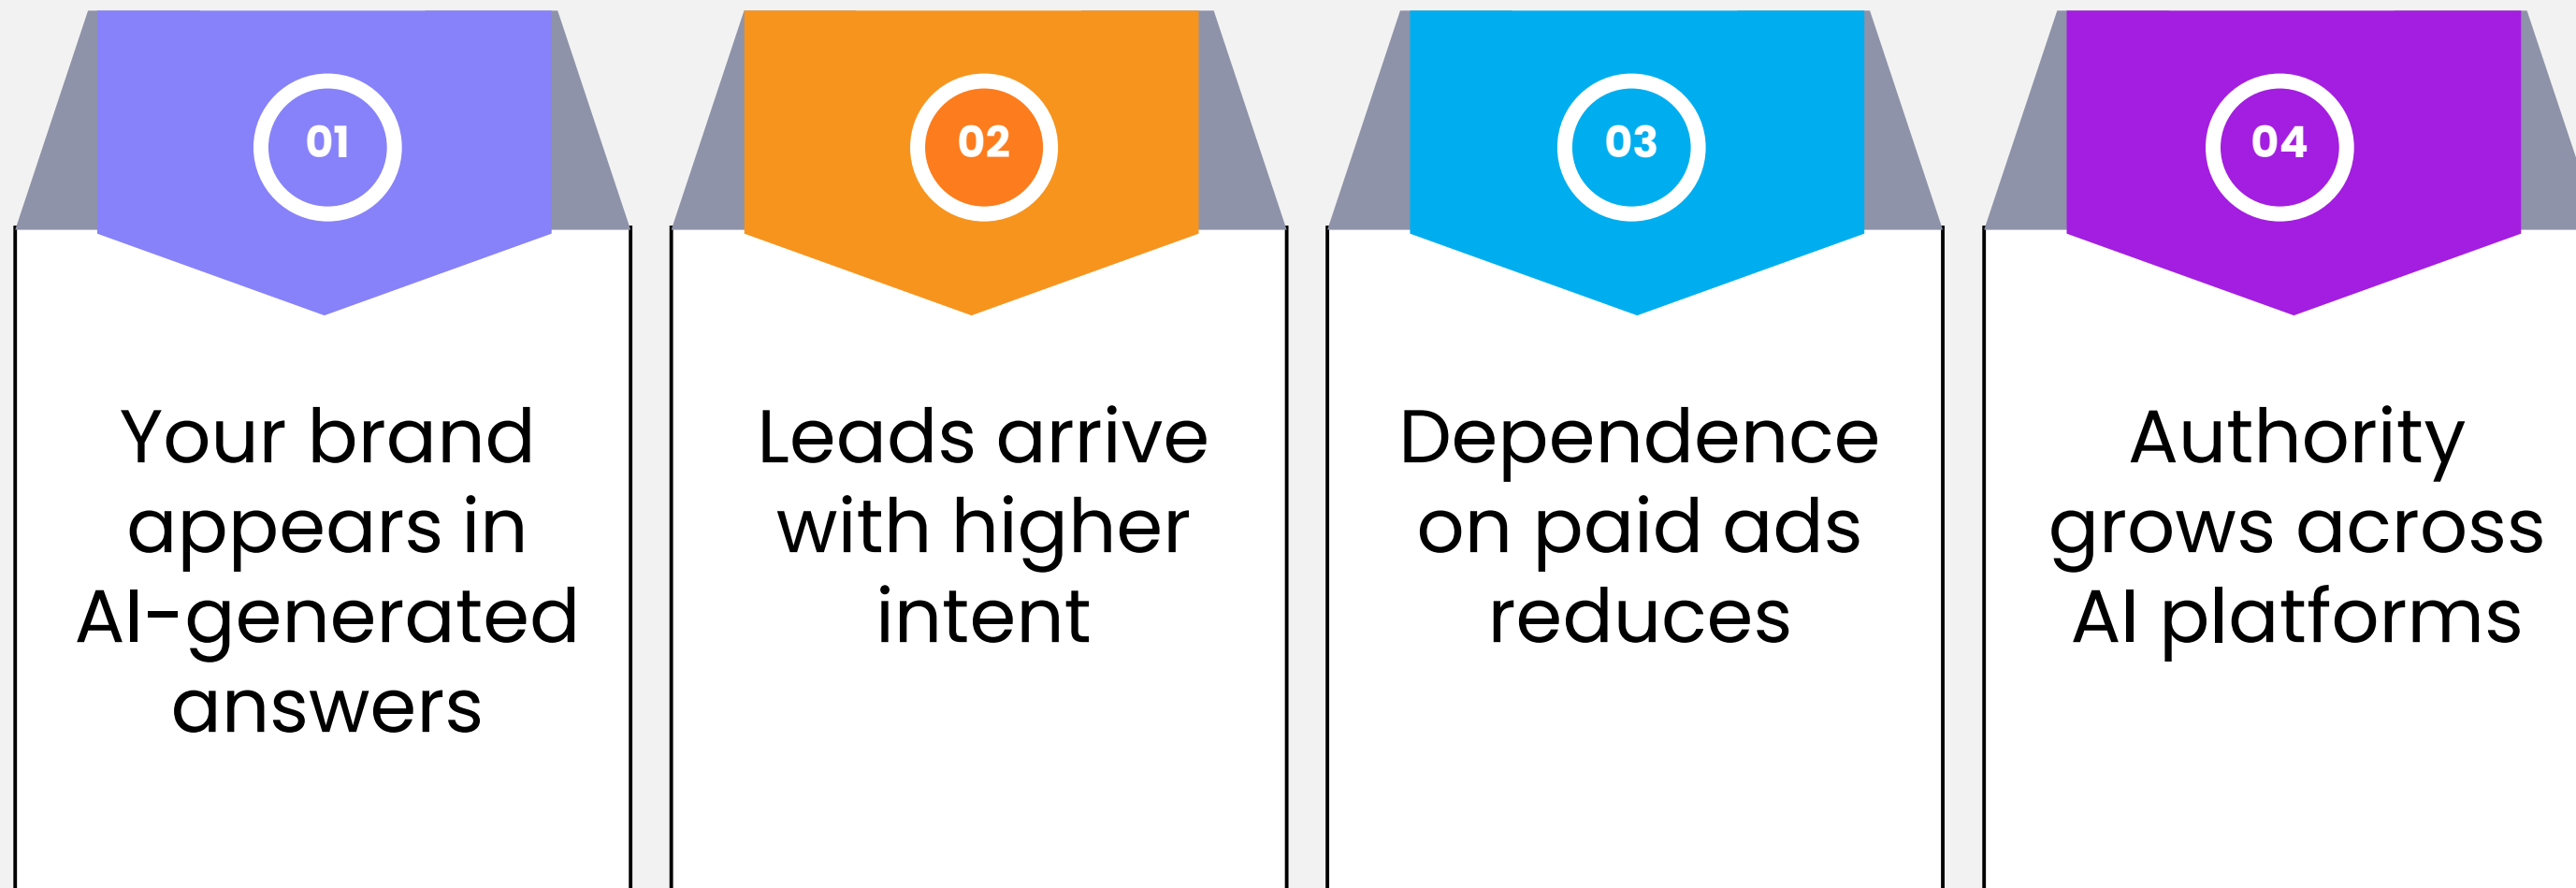 01
Your brand
appears in
AI-generated
answers
02
Leads arrive
with higher
intent
03
Dependence
on paid ads
reduces
04
Authority
grows across
AI platforms